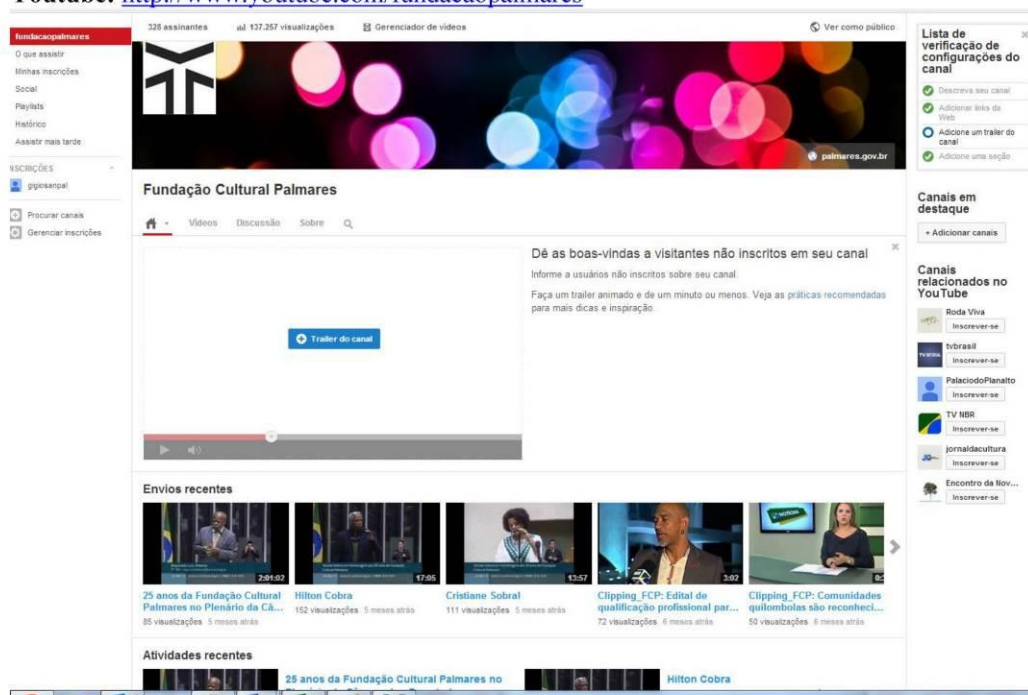 Youtube: http://www.youtube.com/fundacaopalmares
328 assinantes 137.257 visualizações Gerenciador de vídeos Ver como público
fundacaopalmares
O que assistir
Minhas inscrições
Social
Playlists
Histórico
Assistir mais tarde
NSCRIÇÕES
gigiosanpal
Procurar canais
Gerenciar inscrições
palmares.gov.br
Fundação Cultural Palmares
Vídeos Discussão Sobre
Trailer do canal
Dê as boas-vindas a visitantes não inscritos em seu canal
Informe a usuários não inscritos sobre seu canal.
Faça um trailer animado e de um minuto ou menos. Veja as práticas recomendadas
para mais dicas e inspiração.
Envios recentes
2:01:02
25 anos da Fundação Cultural
Palmares no Plenário da Câ...
85 visualizações 5 meses atrás
17:05
Hilton Cobra
152 visualizações 5 meses atrás
13:57
Cristiane Sobral
111 visualizações 5 meses atrás
3:02
Clipping_FCP: Edital de
qualificação profissional par...
72 visualizações 6 meses atrás
Clipping_FCP: Comunidades
quilombolas são reconheci...
50 visualizações 6 meses atrás
Atividades recentes
25 anos da Fundação Cultural Palmares no
Hilton Cobra
Lista de
verificação de
configurações do
canal
Descreva seu canal
Adicionar links da
Web
Adicione um trailer do
canal
Adicione uma seção
Canais em
destaque
+ Adicionar canais
Canais
relacionados no
YouTube
Roda Viva
Inscrever-se
tvbrasil
Inscrever-se
PalaciodoPlanalto
Inscrever-se
TV NBR
Inscrever-se
jornaldacultura
Inscrever-se
Encontro da Nov...
Inscrever-se